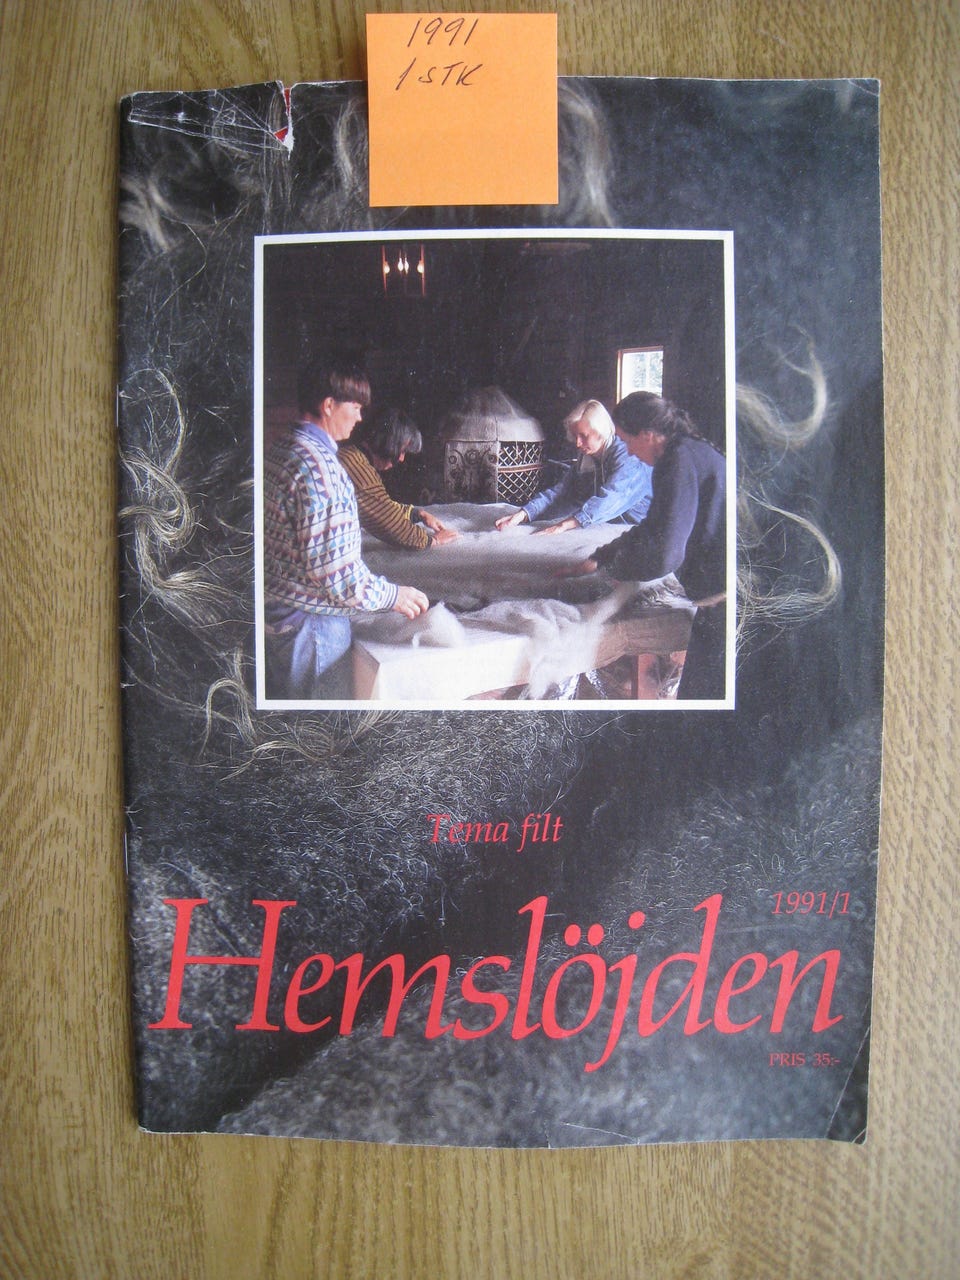 1991
1 STK
Tema filt
1991/1
Hemslöjden
PRIS 35:-